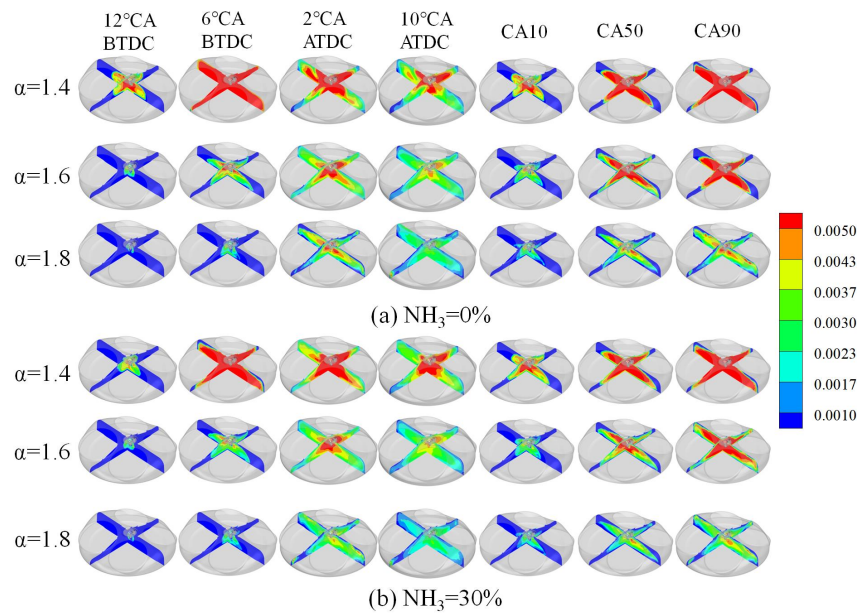 12°CA BTDC
6°CA BTDC
2°CA ATDC
10°CA ATDC
CA10
CA50
CA90
α=1.4
α=1.6
α=1.8
(a) NH₃=0%
α=1.4
α=1.6
α=1.8
(b) NH₃=30%
0.0050
0.0043
0.0037
0.0030
0.0023
0.0017
0.0010